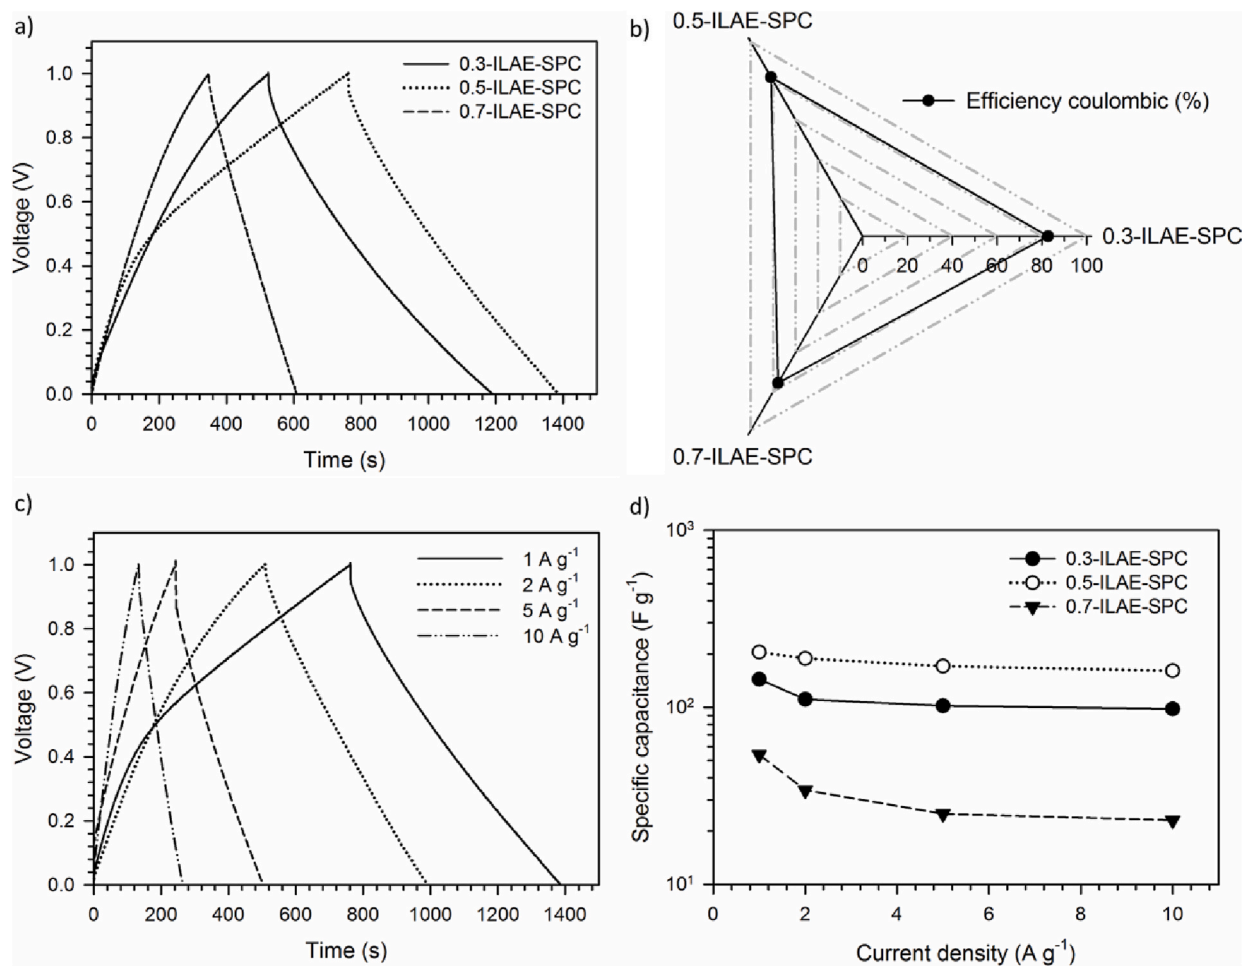 a)
1.0
0.8
0.6
0.4
0.2
0.0
Voltage (V)
0.3-ILAE-SPC
0.5-ILAE-SPC
0.7-ILAE-SPC
0 200 400 600 800 1000 1200 1400
Time (s)
b)
0.5-ILAE-SPC
Efficiency coulombic (%)
0.3-ILAE-SPC
0 20 40 60 80 100
0.7-ILAE-SPC
c)
1.0
0.8
0.6
0.4
0.2
0.0
Voltage (V)
1 A g⁻¹
2 A g⁻¹
5 A g⁻¹
10 A g⁻¹
0 200 400 600 800 1000 1200 1400
Time (s)
d)
10³
10²
10¹
Specific capacitance (F g⁻¹)
0.3-ILAE-SPC
0.5-ILAE-SPC
0.7-ILAE-SPC
0 2 4 6 8 10
Current density (A g⁻¹)